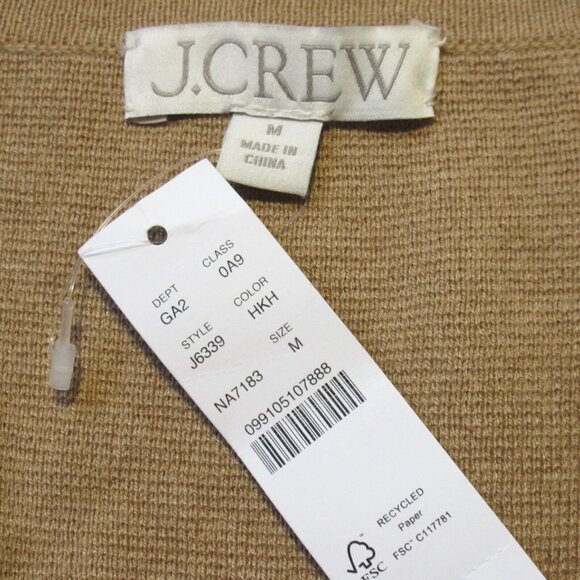 J.CREW
M
MADE IN
CHINA
DEPT CLASS
GA2 0A9
STYLE COLOR
J6339 HKH
SIZE
NA7183 M
099105107888
RECYCLED
Paper
FSC™ C117781
FSC